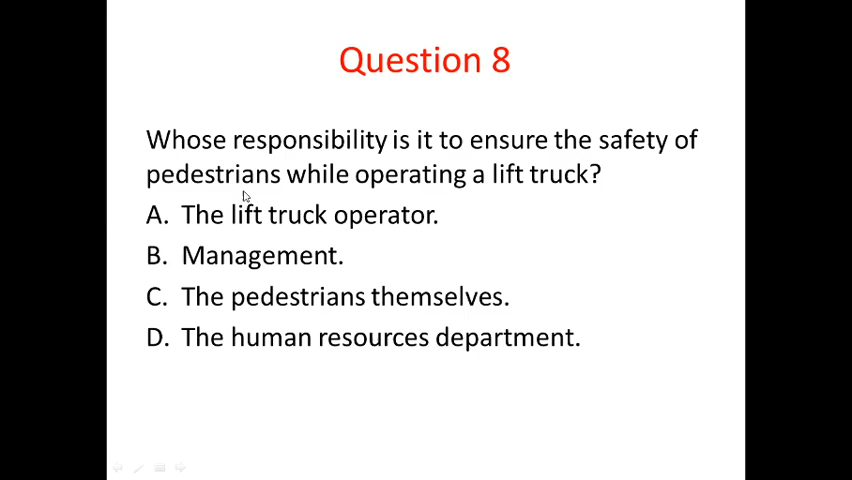 Question 8
Whose responsibility is it to ensure the safety of
pedestrians while operating a lift truck?
A. The lift truck operator.
B. Management.
C. The pedestrians themselves.
D. The human resources department.